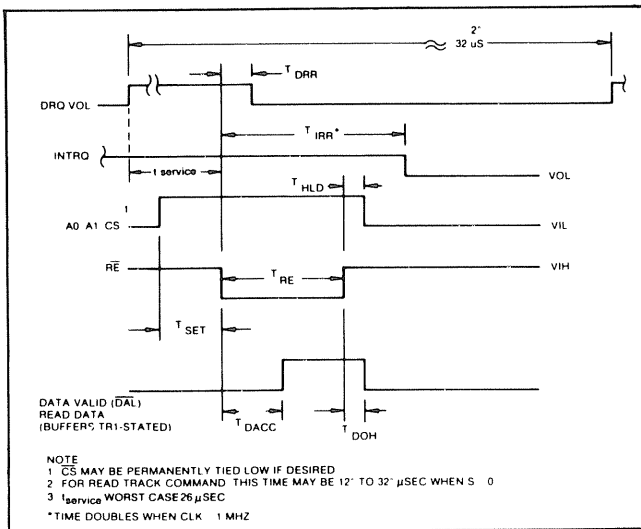 2*
32 uS
T DRR
DRQ VOL
T IRR*
INTRQ
t service
VOL
T HLD
1
A0 A1 CS
VIL
RE
T RE
VIH
T SET
DATA VALID (DAL)
READ DATA
(BUFFERS TRI-STATED)
T DACC
T DOH
NOTE
1 CS MAY BE PERMANENTLY TIED LOW IF DESIRED
2 FOR READ TRACK COMMAND THIS TIME MAY BE 12* TO 32* μSEC WHEN S 0
3 tservice WORST CASE 26 μSEC
*TIME DOUBLES WHEN CLK 1 MHZ